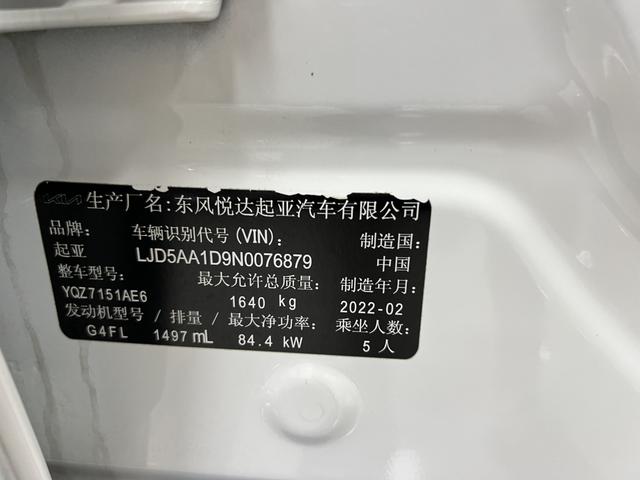 KIA 生产厂名:东风悦达起亚汽车有限公司
品牌: 车辆识别代号(VIN): 制造国:
起亚 LJD5AA1D9N0076879 中国
整车型号: 最大允许总质量: 制造年月:
YQZ7151AE6 1640 kg 2022-02
发动机型号/排量/最大净功率: 乘坐人数:
G4FL 1497 mL 84.4 kW 5人